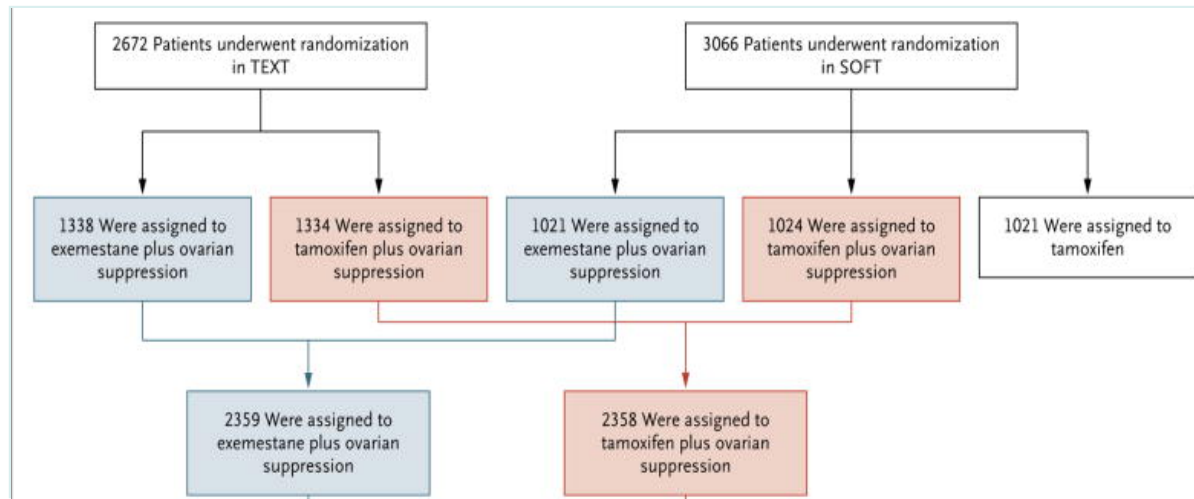 2672 Patients underwent randomization
in TEXT
3066 Patients underwent randomization
in SOFT
1338 Were assigned to
exemestane plus ovarian
suppression
1334 Were assigned to
tamoxifen plus ovarian
suppression
1021 Were assigned to
exemestane plus ovarian
suppression
1024 Were assigned to
tamoxifen plus ovarian
suppression
1021 Were assigned to
tamoxifen
2359 Were assigned to
exemestane plus ovarian
suppression
2358 Were assigned to
tamoxifen plus ovarian
suppression